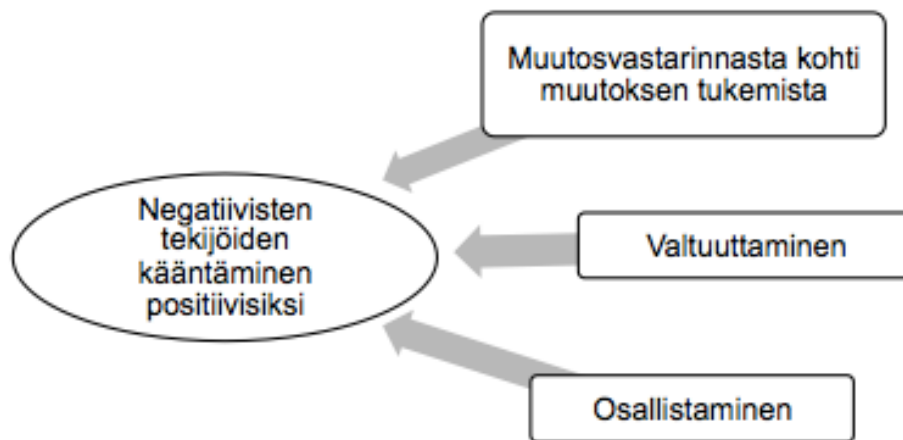 Muutosvastarinnasta kohti
muutoksen tukemista
Negatiivisten
tekijöiden
kääntäminen
positiivisiksi
Valtuuttaminen
Osallistaminen